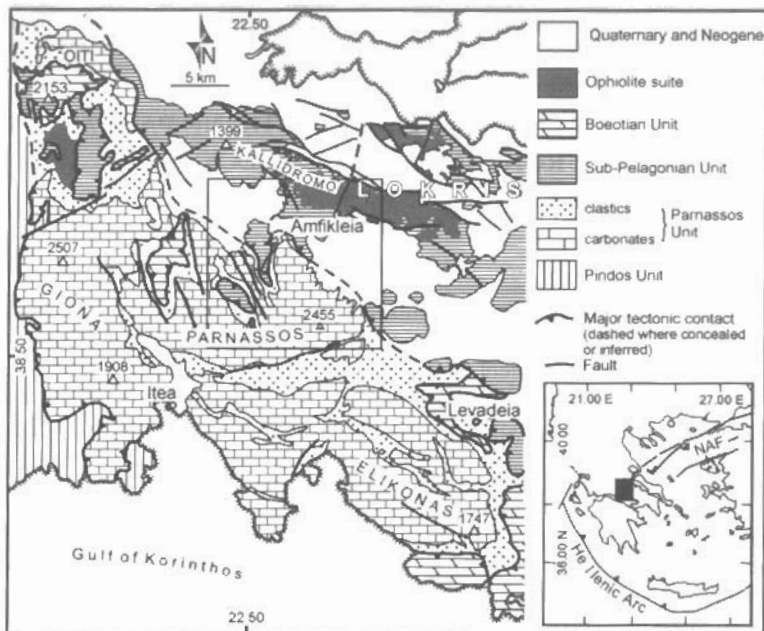 22.50
N
5 km
OITI
2153
1399
KALLIDROMO
LOKRIS
Amfikleia
2507
GIONA
PARNASSOS
2455
38 50
1908
Itea
Levadeia
ELIKONAS
1747
Gulf of Korinthos
22 50
Quaternary and Neogene
Ophiolite suite
Boeotian Unit
Sub-Pelagonian Unit
clastics
carbonates
Parnassos
Unit
Pindos Unit
Major tectonic contact
(dashed where concealed
or inferred)
Fault
21.00 E
27.00 E
40 00
NAF
36.00 N
Hellenic Arc